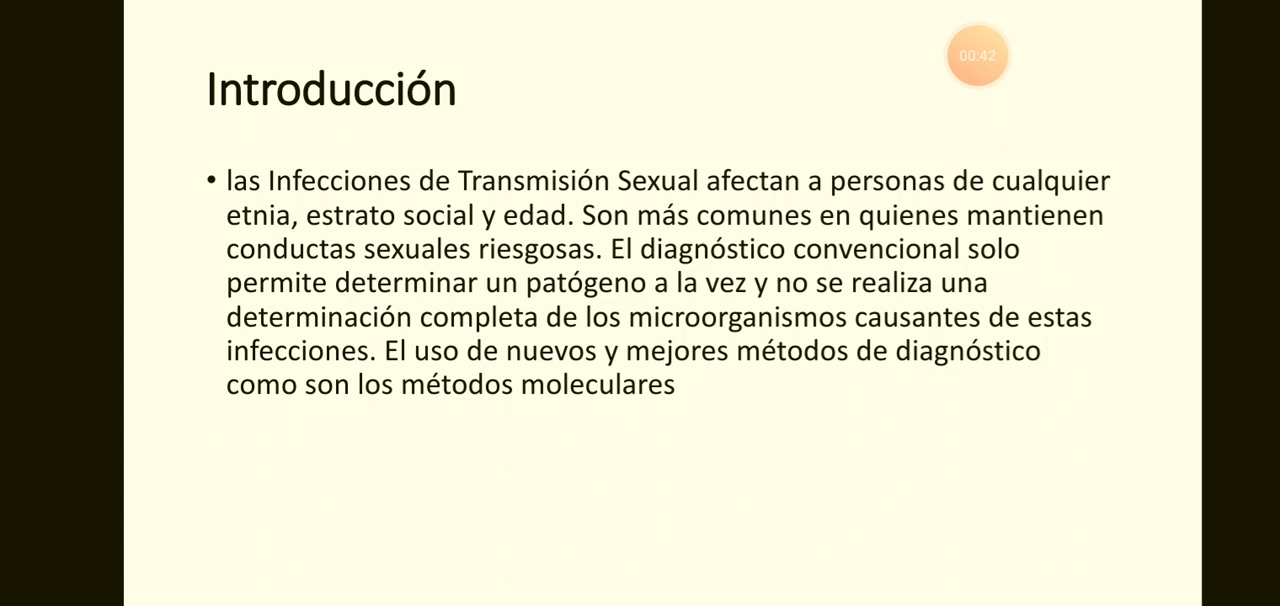 00:42
Introducción
• las Infecciones de Transmisión Sexual afectan a personas de cualquier
etnia, estrato social y edad. Son más comunes en quienes mantienen
conductas sexuales riesgosas. El diagnóstico convencional solo
permite determinar un patógeno a la vez y no se realiza una
determinación completa de los microorganismos causantes de estas
infecciones. El uso de nuevos y mejores métodos de diagnóstico
como son los métodos moleculares